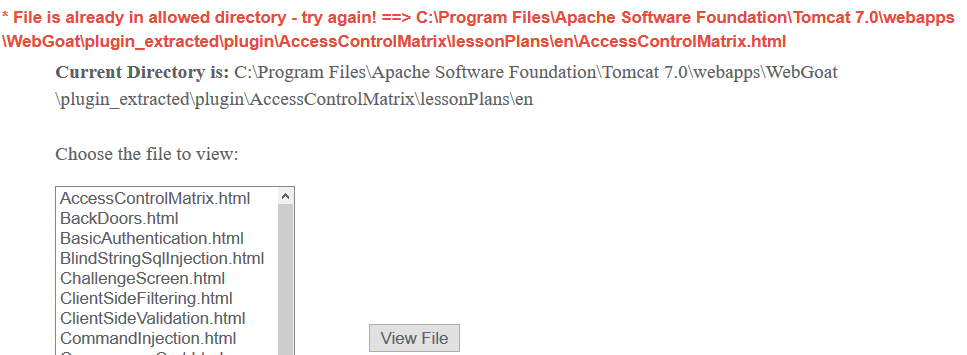 * File is already in allowed directory - try again! ==> C:\Program Files\Apache Software Foundation\Tomcat 7.0\webapps
\WebGoat\plugin_extracted\plugin\AccessControlMatrix\lessonPlans\en\AccessControlMatrix.html
Current Directory is: C:\Program Files\Apache Software Foundation\Tomcat 7.0\webapps\WebGoat
\plugin_extracted\plugin\AccessControlMatrix\lessonPlans\en
Choose the file to view:
AccessControlMatrix.html
BackDoors.html
BasicAuthentication.html
BlindStringSqlInjection.html
ChallengeScreen.html
ClientSideFiltering.html
ClientSideValidation.html
CommandInjection.html
View File